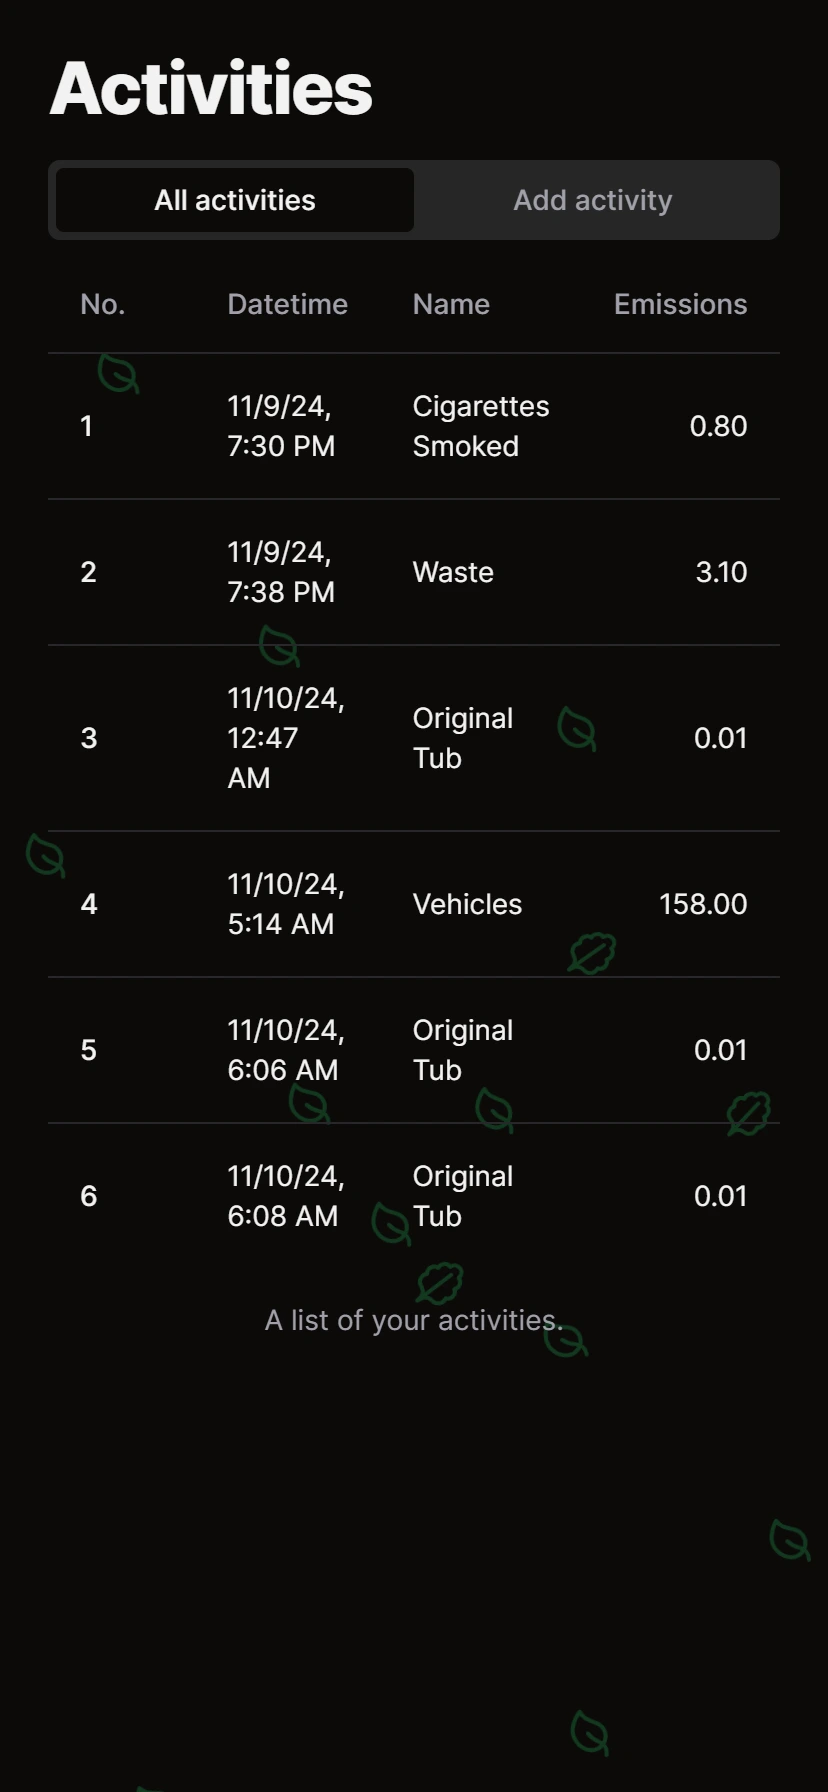 Activities
All activities Add activity
No. Datetime Name Emissions
1 11/9/24, 7:30 PM Cigarettes Smoked 0.80
2 11/9/24, 7:38 PM Waste 3.10
3 11/10/24, 12:47 AM Original Tub 0.01
4 11/10/24, 5:14 AM Vehicles 158.00
5 11/10/24, 6:06 AM Original Tub 0.01
6 11/10/24, 6:08 AM Original Tub 0.01
A list of your activities.